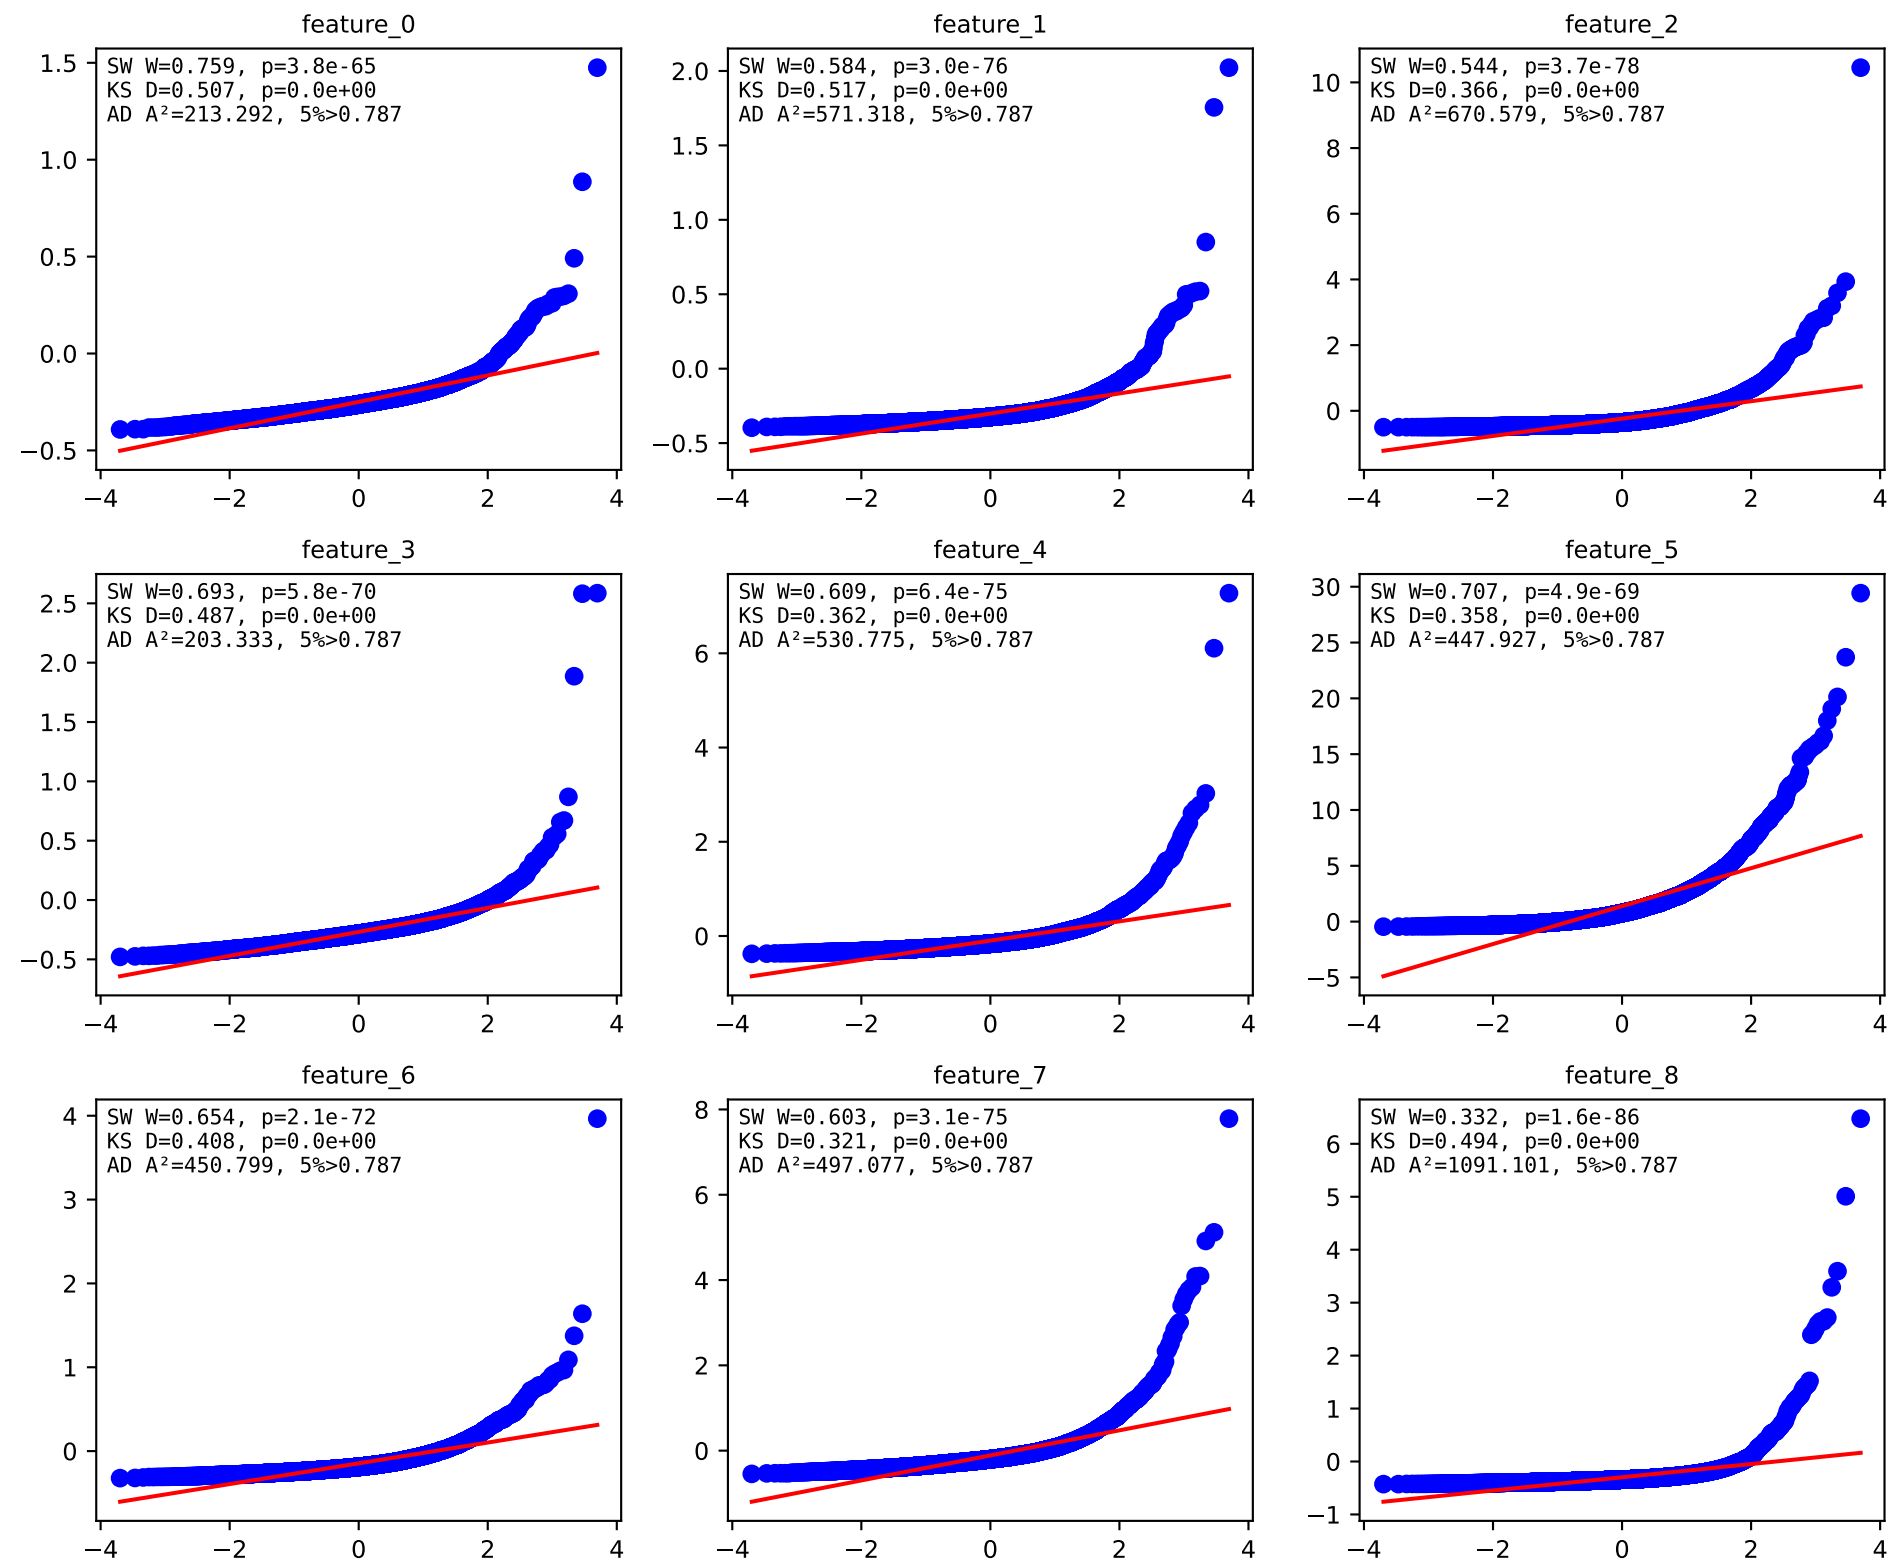 feature_0
SW W=0.759, p=3.8e-65
KS D=0.507, p=0.0e+00
AD A²=213.292, 5%>0.787
1.5
1.0
0.5
0.0
−0.5
−4 −2 0 2 4
feature_1
SW W=0.584, p=3.0e-76
KS D=0.517, p=0.0e+00
AD A²=571.318, 5%>0.787
2.0
1.5
1.0
0.5
0.0
−0.5
−4 −2 0 2 4
feature_2
SW W=0.544, p=3.7e-78
KS D=0.366, p=0.0e+00
AD A²=670.579, 5%>0.787
10
8
6
4
2
0
−4 −2 0 2 4
feature_3
SW W=0.693, p=5.8e-70
KS D=0.487, p=0.0e+00
AD A²=203.333, 5%>0.787
2.5
2.0
1.5
1.0
0.5
0.0
−0.5
−4 −2 0 2 4
feature_4
SW W=0.609, p=6.4e-75
KS D=0.362, p=0.0e+00
AD A²=530.775, 5%>0.787
6
4
2
0
−4 −2 0 2 4
feature_5
SW W=0.707, p=4.9e-69
KS D=0.358, p=0.0e+00
AD A²=447.927, 5%>0.787
30
25
20
15
10
5
0
−5
−4 −2 0 2 4
feature_6
SW W=0.654, p=2.1e-72
KS D=0.408, p=0.0e+00
AD A²=450.799, 5%>0.787
4
3
2
1
0
−4 −2 0 2 4
feature_7
SW W=0.603, p=3.1e-75
KS D=0.321, p=0.0e+00
AD A²=497.077, 5%>0.787
8
6
4
2
0
−4 −2 0 2 4
feature_8
SW W=0.332, p=1.6e-86
KS D=0.494, p=0.0e+00
AD A²=1091.101, 5%>0.787
6
5
4
3
2
1
0
−1
−4 −2 0 2 4